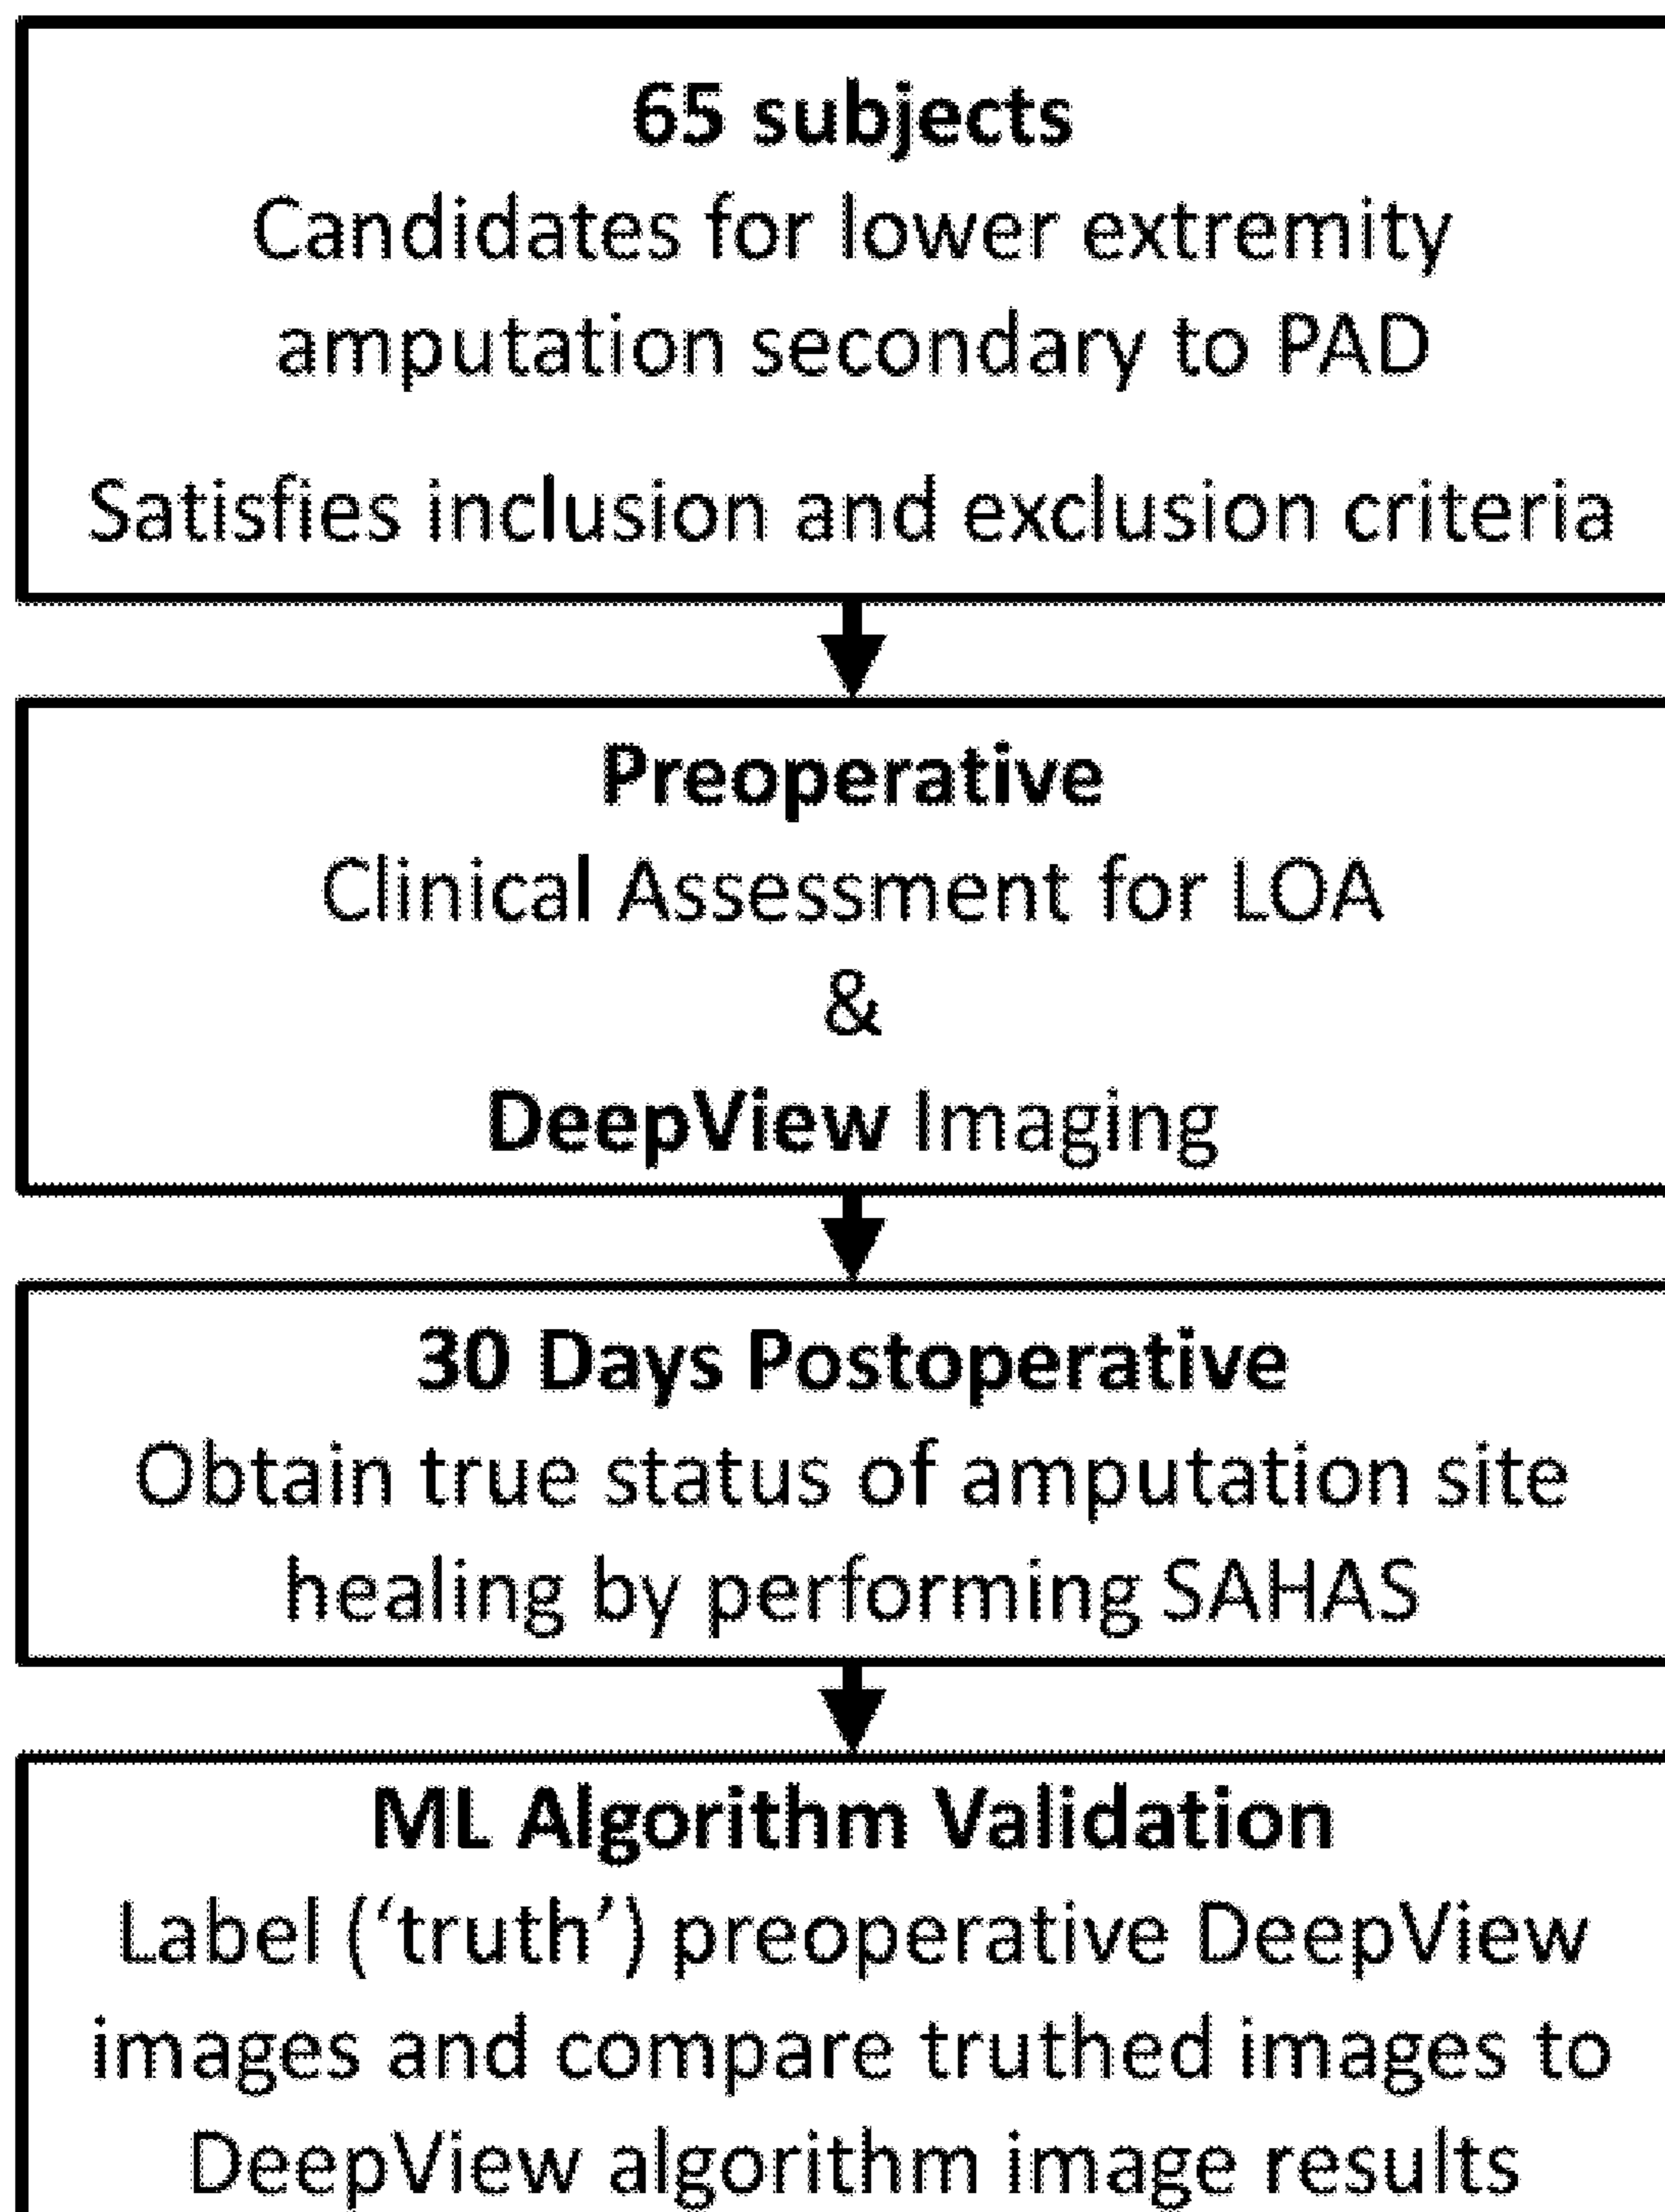 65 subjects
Candidates for lower extremity
amputation secondary to PAD
Satisfies inclusion and exclusion criteria
Preoperative
Clinical Assessment for LOA
&
DeepView Imaging
30 Days Postoperative
Obtain true status of amputation site
healing by performing SAHAS
ML Algorithm Validation
Label (‘truth’) preoperative DeepView
images and compare truthed images to
DeepView algorithm image results